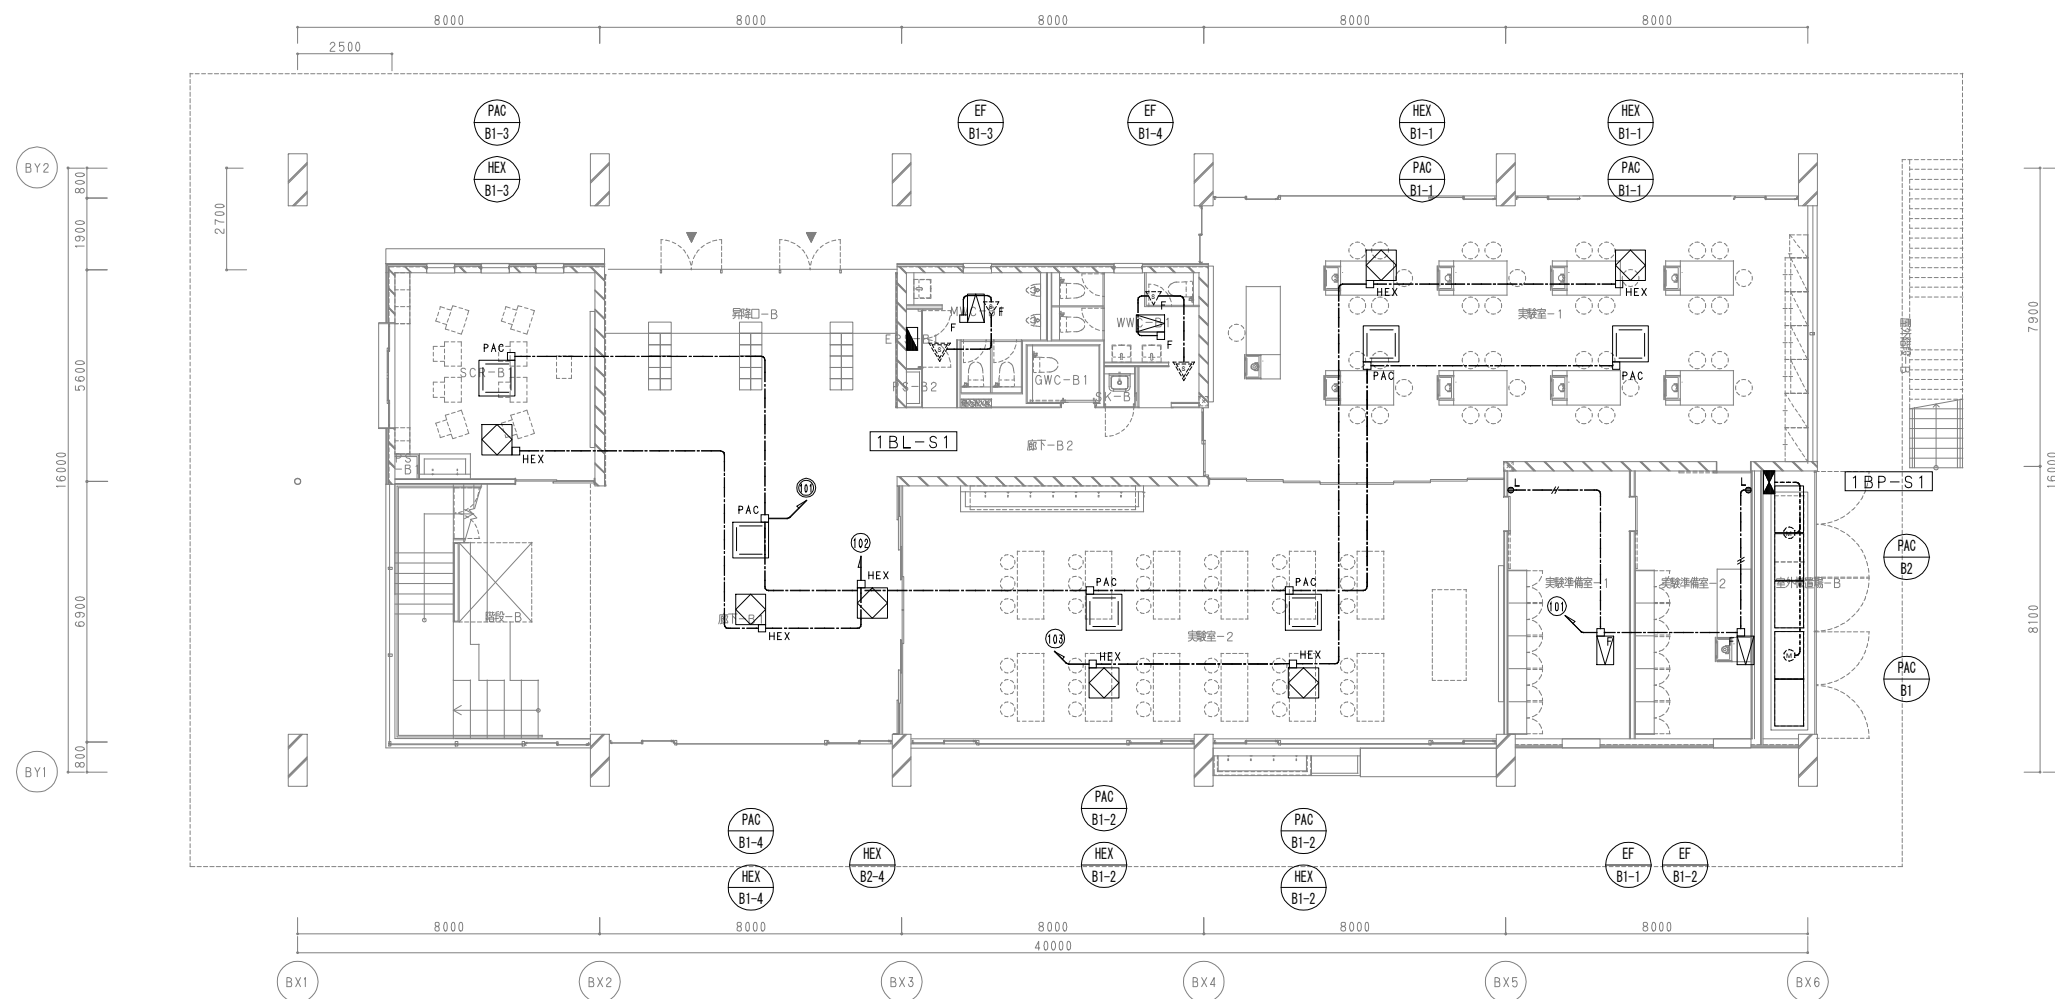 8000 8000 8000 8000 8000
2500
PAC B1-3
EF B1-3
EF B1-4
HEX B1-1
HEX B1-1
HEX B1-3
PAC B1-1
PAC B1-1
BY2
800
1900
2700
5600
16000
6900
800
BY1
7900
16000
8100
昇降口-B
実験室-1
HEX
HEX
F
F
F
F
PAC
SCR-B1
PAC
PAC
PS-B2
GWC-B1
HEX
1BL-S1
廊下-B2
1BP-S1
L
L
101
PAC
102
HEX
PAC
PAC
PAC B2
実験準備室-1
実験準備室-2
101
階段-B
HEX
実験室-2
103
HEX
HEX
F
F
M
M
PAC B1
PAC B1-4
PAC B1-2
PAC B1-2
HEX B1-4
HEX B2-4
HEX B1-2
HEX B1-2
EF B1-1
EF B1-2
8000 8000 8000 8000 8000
40000
BX1 BX2 BX3 BX4 BX5 BX6